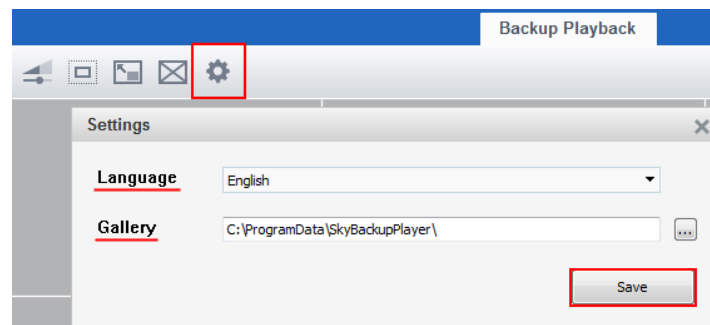 Backup Playback
Settings
Language
English
Gallery
C:\ProgramData\SkyBackupPlayer\
...
Save